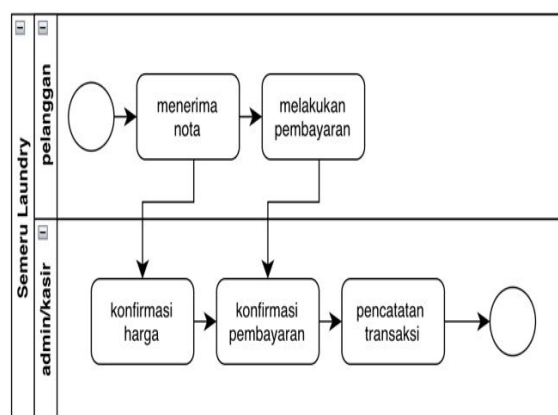 Semeru Laundry
pelanggan
menerima
nota
melakukan
pembayaran
admin/kasir
konfirmasi
harga
konfirmasi
pembayaran
pencatatan
transaksi